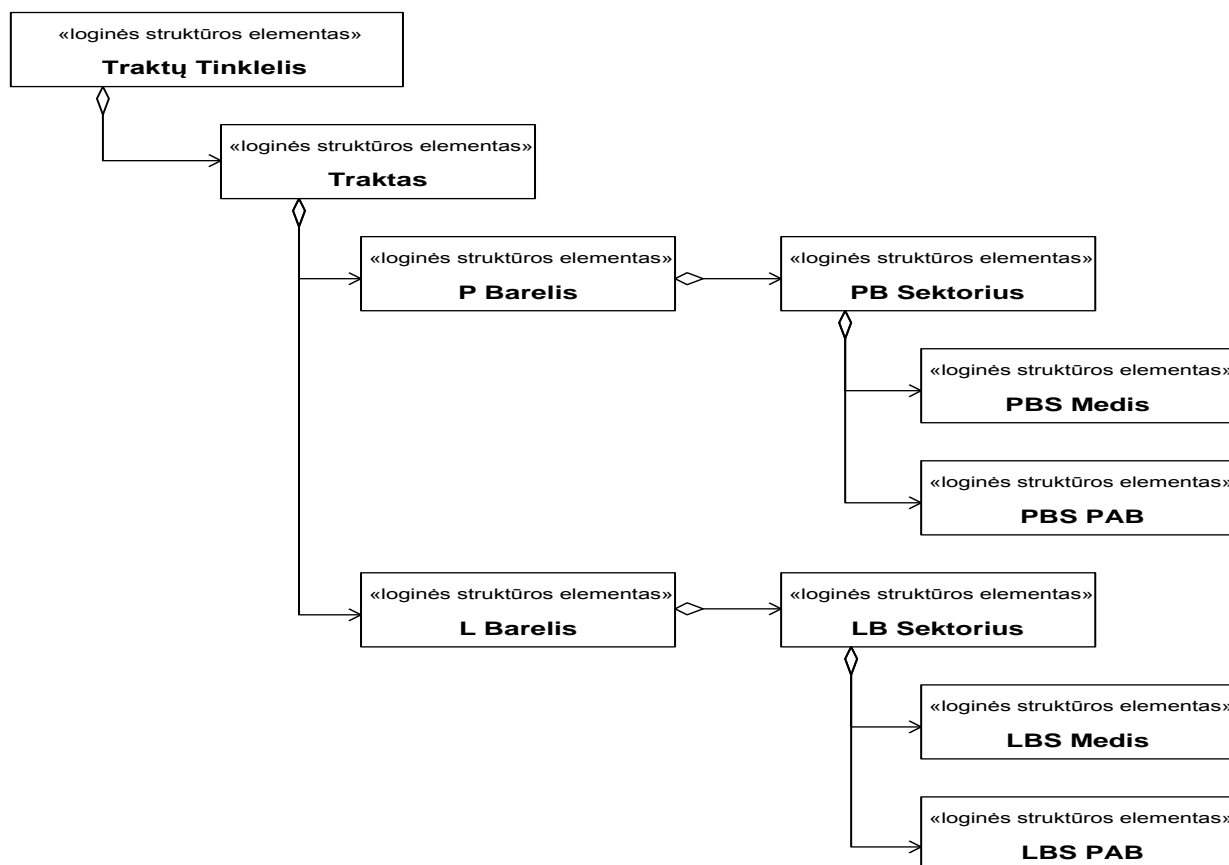 «loginės struktūros elementas»
Traktų Tinklelis
«loginės struktūros elementas»
Traktas
«loginės struktūros elementas»
P Barelis
«loginės struktūros elementas»
PB Sektorius
«loginės struktūros elementas»
PBS Medis
«loginės struktūros elementas»
PBS PAB
«loginės struktūros elementas»
L Barelis
«loginės struktūros elementas»
LB Sektorius
«loginės struktūros elementas»
LBS Medis
«loginės struktūros elementas»
LBS PAB